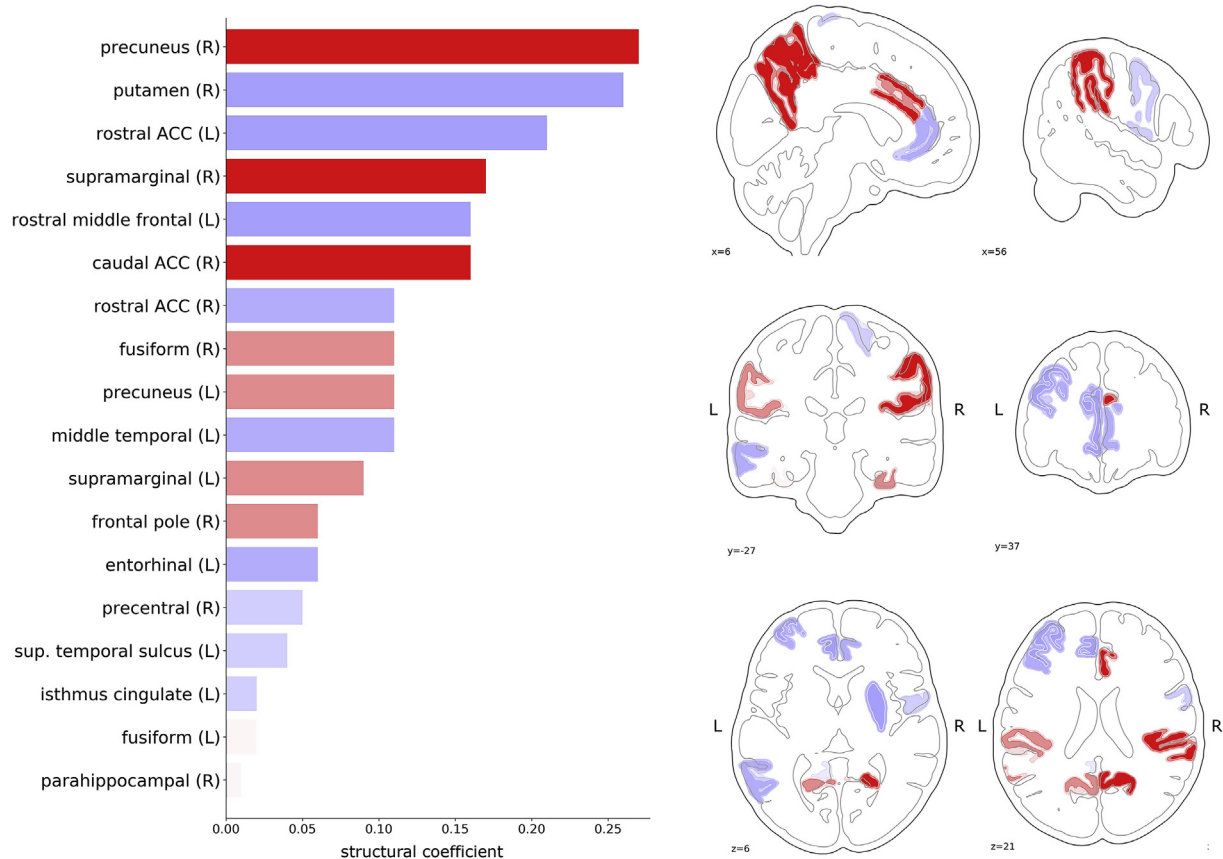 precuneus (R)
putamen (R)
rostral ACC (L)
supramarginal (R)
rostral middle frontal (L)
caudal ACC (R)
rostral ACC (R)
fusiform (R)
precuneus (L)
middle temporal (L)
supramarginal (L)
frontal pole (R)
entorhinal (L)
precentral (R)
sup. temporal sulcus (L)
isthmus cingulate (L)
fusiform (L)
parahippocampal (R)
0.00 0.05 0.10 0.15 0.20 0.25
structural coefficient
x=6 x=56
L R L R
y=-27 y=37
L R L R
z=6 z=21